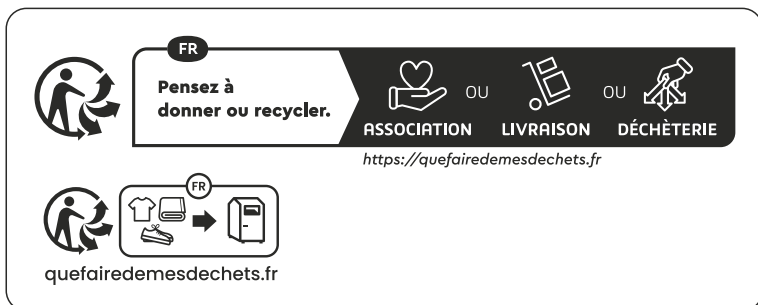 FR
Pensez à
donner ou recycler.
ASSOCIATION OU LIVRAISON OU DÉCHÈTERIE
https://quefairedemesdechets.fr
FR
quefairedemesdechets.fr